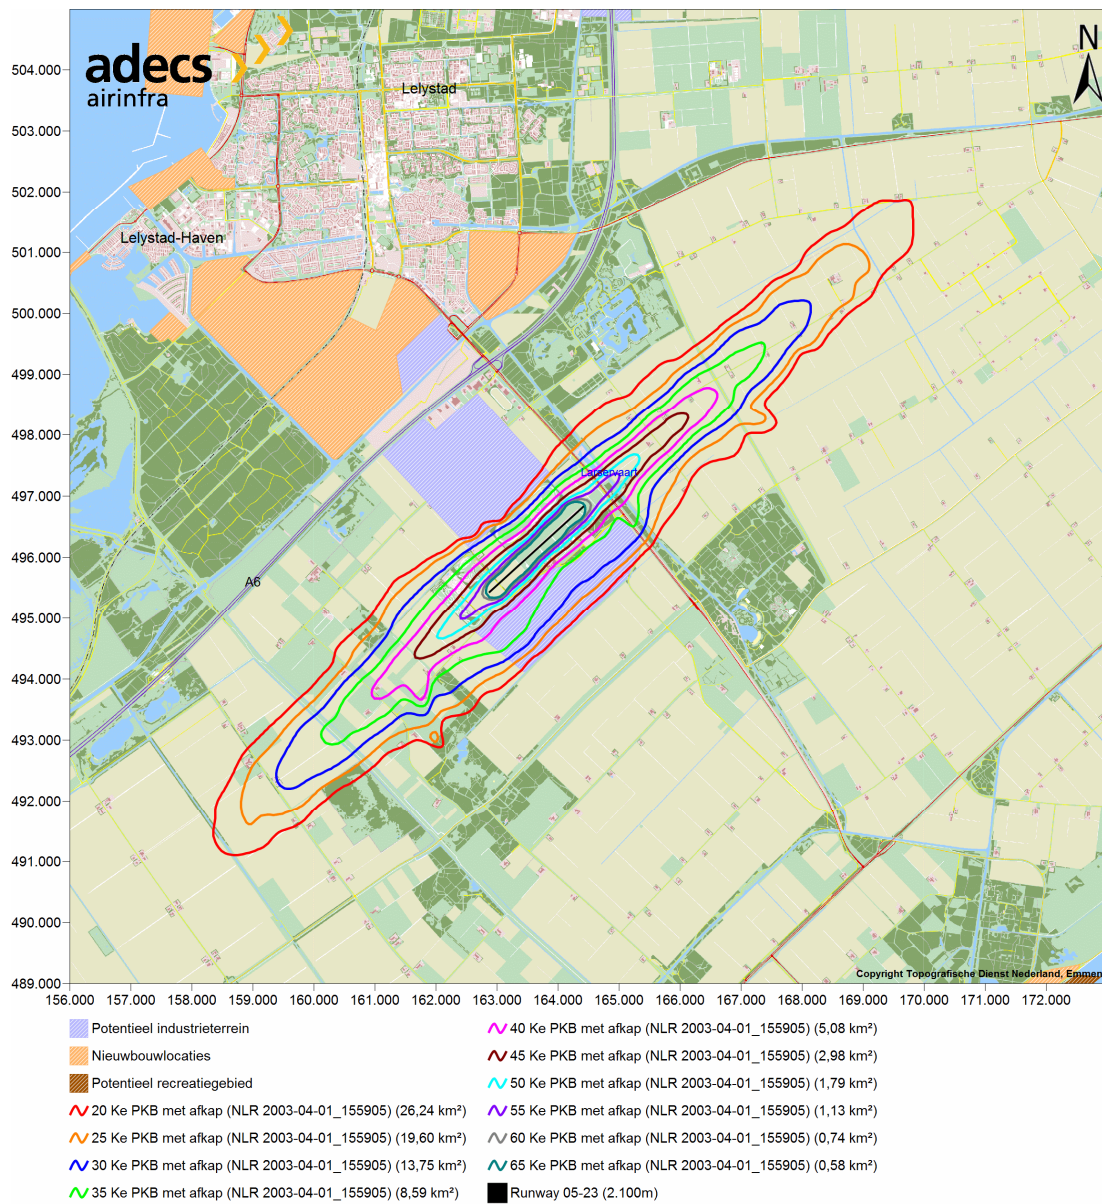 adecs
airinfra
N
Lelystad
Lelystad-Haven
Larservaart
A6
504.000
503.000
502.000
501.000
500.000
499.000
498.000
497.000
496.000
495.000
494.000
493.000
492.000
491.000
490.000
489.000
Copyright Topografische Dienst Nederland, Emmen
156.000 157.000 158.000 159.000 160.000 161.000 162.000 163.000 164.000 165.000 166.000 167.000 168.000 169.000 170.000 171.000 172.000
Potentieel industrieterrein
Nieuwbouwlocaties
Potentieel recreatiegebied
20 Ke PKB met afkap (NLR 2003-04-01_155905) (26,24 km²)
25 Ke PKB met afkap (NLR 2003-04-01_155905) (19,60 km²)
30 Ke PKB met afkap (NLR 2003-04-01_155905) (13,75 km²)
35 Ke PKB met afkap (NLR 2003-04-01_155905) (8,59 km²)
40 Ke PKB met afkap (NLR 2003-04-01_155905) (5,08 km²)
45 Ke PKB met afkap (NLR 2003-04-01_155905) (2,98 km²)
50 Ke PKB met afkap (NLR 2003-04-01_155905) (1,79 km²)
55 Ke PKB met afkap (NLR 2003-04-01_155905) (1,13 km²)
60 Ke PKB met afkap (NLR 2003-04-01_155905) (0,74 km²)
65 Ke PKB met afkap (NLR 2003-04-01_155905) (0,58 km²)
Runway 05-23 (2.100m)